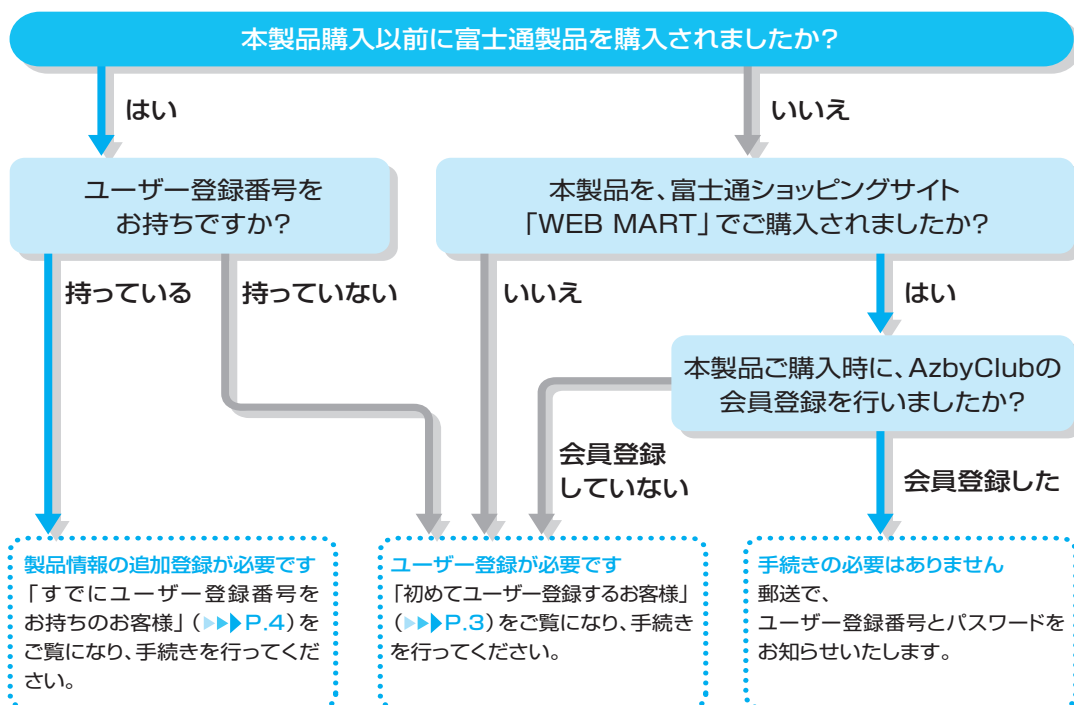 本製品購入以前に富士通製品を購入されましたか?
はい
いいえ
ユーザー登録番号を
お持ちですか?
本製品を、富士通ショッピングサイト
「WEB MART」でご購入されましたか?
持っている
持っていない
いいえ
はい
本製品ご購入時に、AzbyClubの
会員登録を行いましたか?
会員登録
していない
会員登録した
製品情報の追加登録が必要です
「すでにユーザー登録番号を
お持ちのお客様」(▶▶▶P.4)を
ご覧になり、手続きを行ってくだ
さい。
ユーザー登録が必要です
「初めてユーザー登録するお客様」
(▶▶▶P.3)をご覧になり、手続き
を行ってください。
手続きの必要はありません
郵送で、
ユーザー登録番号とパスワードを
お知らせいたします。